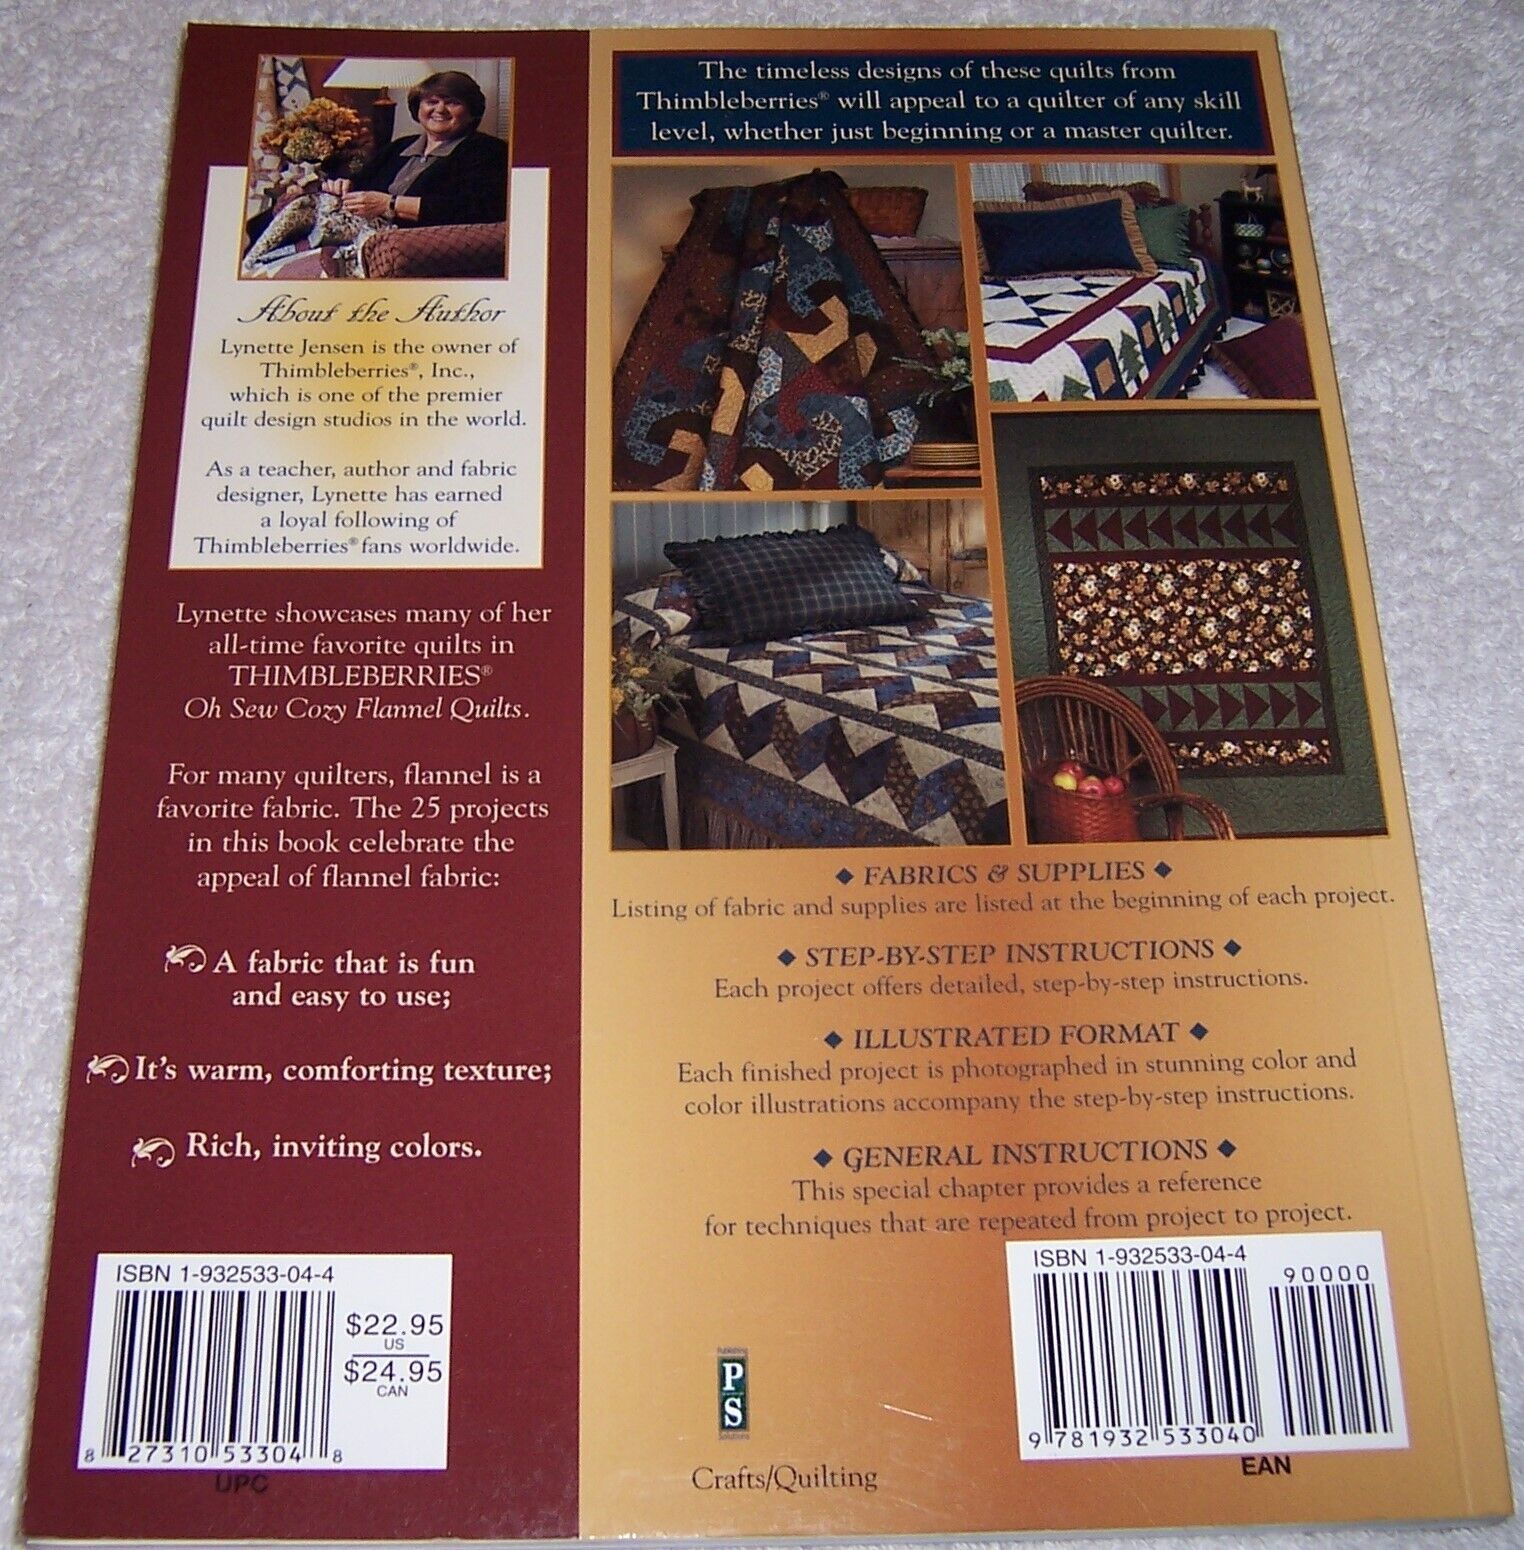 About the Author
Lynette Jensen is the owner of
Thimbleberries®, Inc.,
which is one of the premier
quilt design studios in the world.
As a teacher, author and fabric
designer, Lynette has earned
a loyal following of
Thimbleberries® fans worldwide.
Lynette showcases many of her
all-time favorite quilts in
THIMBLEBERRIES®
Oh Sew Cozy Flannel Quilts.
For many quilters, flannel is a
favorite fabric. The 25 projects
in this book celebrate the
appeal of flannel fabric:
A fabric that is fun
and easy to use;
It's warm, comforting texture;
Rich, inviting colors.
ISBN 1-932533-04-4
$22.95
US
$24.95
CAN
8 27310 53304 8
UPC
The timeless designs of these quilts from
Thimbleberries® will appeal to a quilter of any skill
level, whether just beginning or a master quilter.
◆ FABRICS & SUPPLIES ◆
Listing of fabric and supplies are listed at the beginning of each project.
◆ STEP-BY-STEP INSTRUCTIONS ◆
Each project offers detailed, step-by-step instructions.
◆ ILLUSTRATED FORMAT ◆
Each finished project is photographed in stunning color and
color illustrations accompany the step-by-step instructions.
◆ GENERAL INSTRUCTIONS ◆
This special chapter provides a reference
for techniques that are repeated from project to project.
Publishing
P
S
Solutions
Crafts/Quilting
ISBN 1-932533-04-4
90000
9 781932 533040
EAN